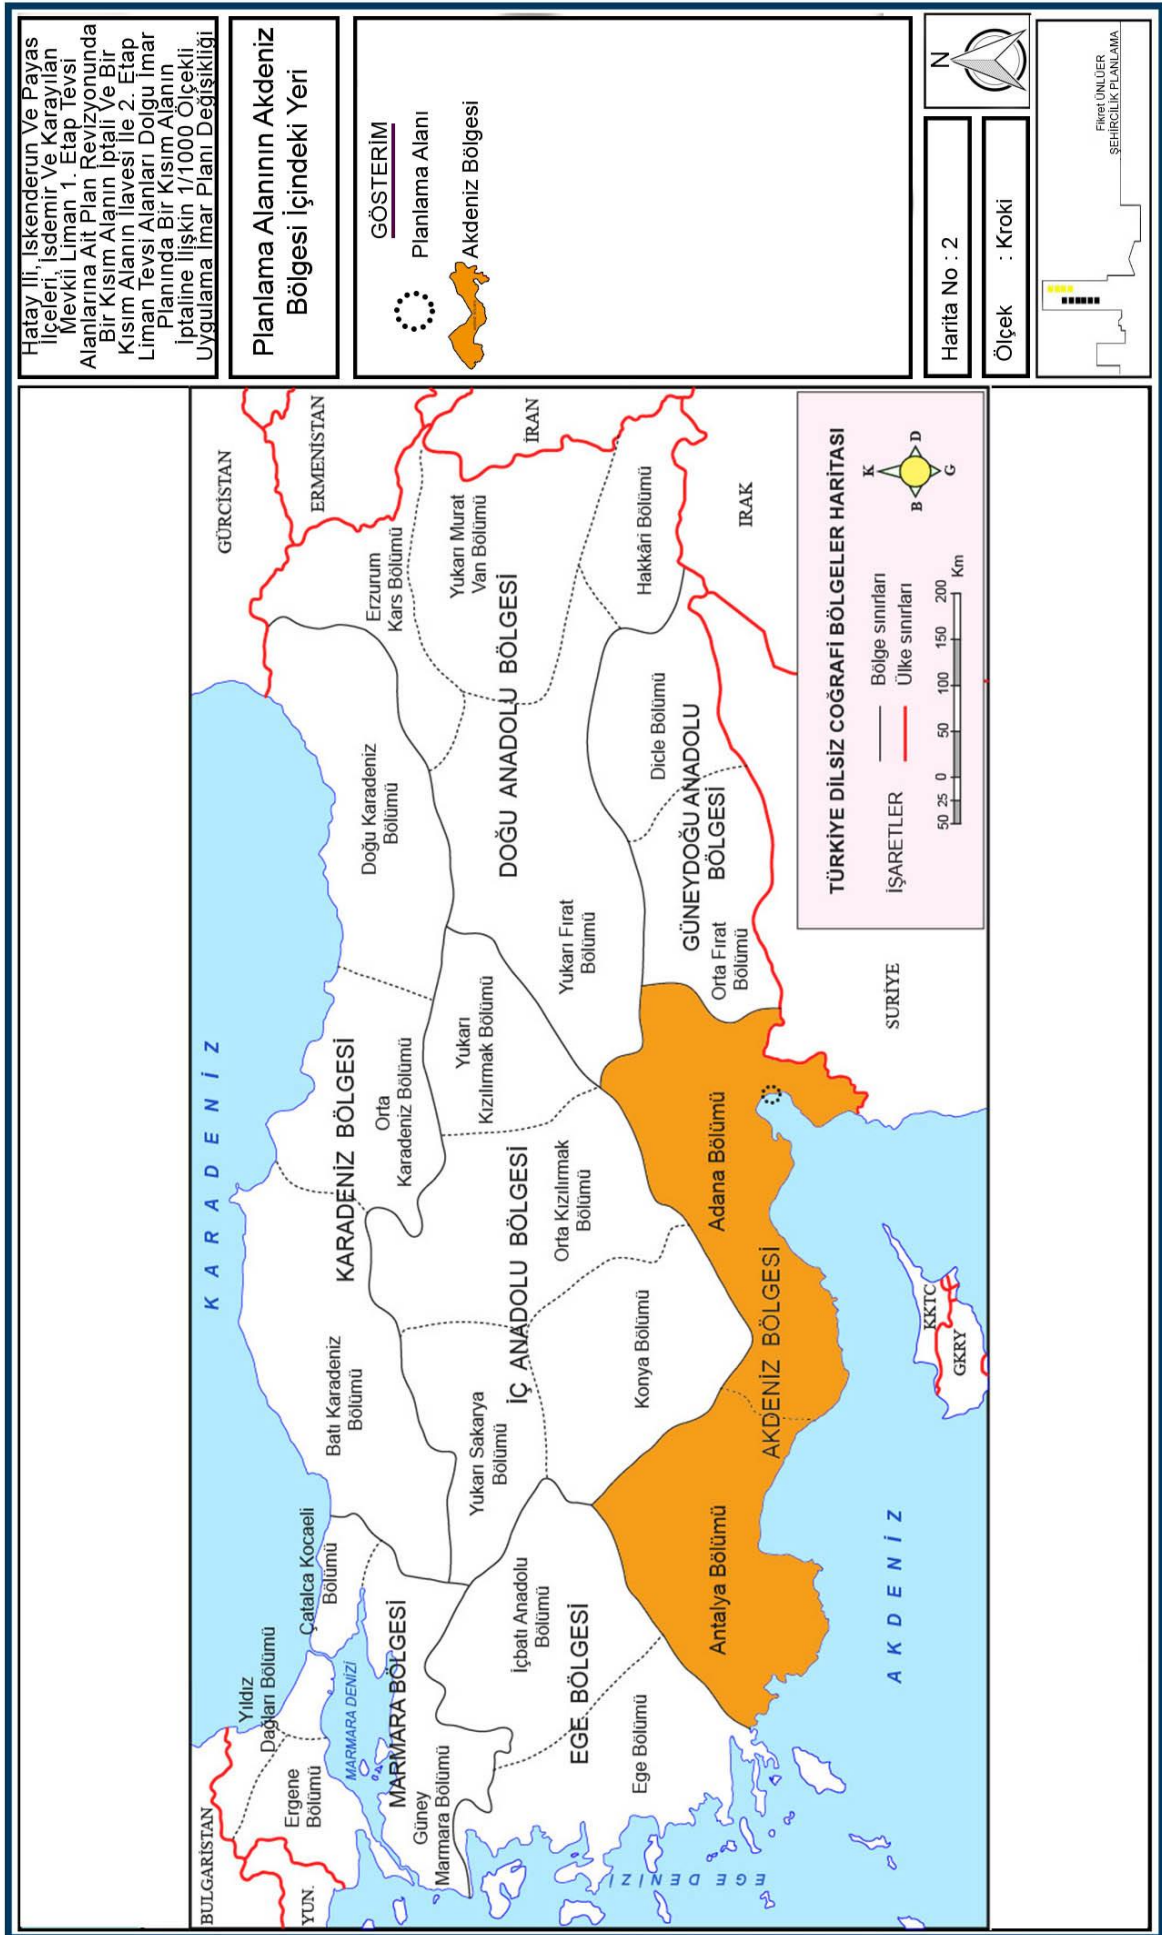 Hatay İli, İskenderun Ve Payas
İlçeleri, İsdemir Ve Karayılan
Mevkii Liman 1. Etap Tevsi
Alanlarına Ait Plan Revizyonunda
Bir Kısım Alanın İptali Ve Bir
Kısım Alanın İlavesi İle 2. Etap
Liman Tevsi Alanları Dolgu İmar
Planında Bir Kısım Alanın
İptaline İlişkin 1/1000 Ölçekli
Uygulama İmar Planı Değişikliği
Planlama Alanının Akdeniz
Bölgesi İçindeki Yeri
GÖSTERİM
Planlama Alanı
Akdeniz Bölgesi
N
Harita No : 2
Ölçek : Kroki
Fikret ÜNLÜER
ŞEHİRCİLİK PLANLAMA
BULGARİSTAN
YUN.
GÜRCİSTAN
ERMENİSTAN
İRAN
IRAK
SURİYE
KKTC
GKRY
KARADENİZ
MARMARA DENİZİ
EGE DENİZİ
AKDENİZ
Yıldız
Dağları Bölümü
Ergene
Bölümü
Çatalca Kocaeli
Bölümü
MARMARA BÖLGESİ
Güney
Marmara Bölümü
EGE BÖLGESİ
İçbatı Anadolu
Bölümü
Ege Bölümü
KARADENİZ BÖLGESİ
Batı Karadeniz
Bölümü
Orta
Karadeniz Bölümü
Doğu Karadeniz
Bölümü
İÇ ANADOLU BÖLGESİ
Yukarı Sakarya
Bölümü
Konya Bölümü
Orta Kızılırmak
Bölümü
Yukarı
Kızılırmak Bölümü
DOĞU ANADOLU BÖLGESİ
Erzurum
Kars Bölümü
Yukarı Murat
Van Bölümü
Yukarı Fırat
Bölümü
Hakkâri Bölümü
GÜNEYDOĞU ANADOLU
BÖLGESİ
Orta Fırat
Bölümü
Dicle Bölümü
AKDENİZ BÖLGESİ
Antalya Bölümü
Adana Bölümü
TÜRKİYE DİLSİZ COĞRAFİ BÖLGELER HARİTASI
İŞARETLER
Bölge sınırları
Ülke sınırları
50 25 0 50 100 150 200
Km
K
B
D
G